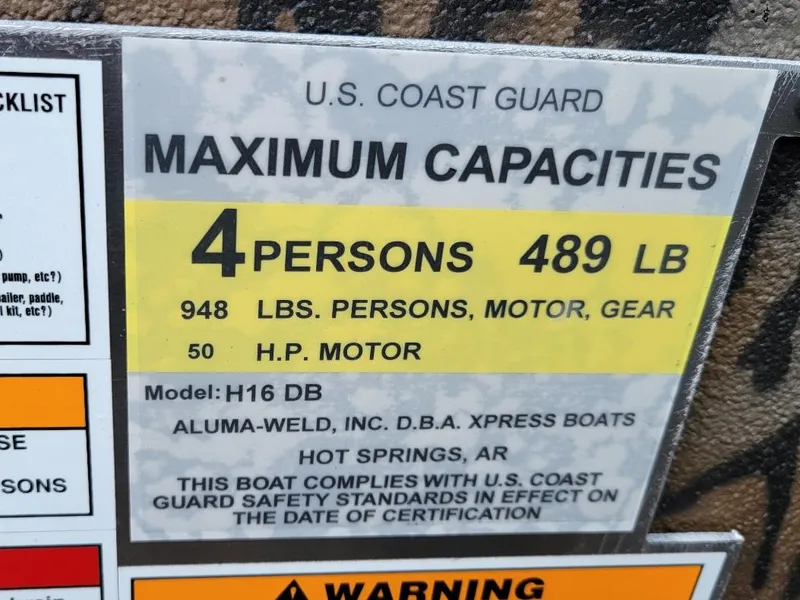 CKLIST
pump, etc?)
ailer, paddle,
l kit, etc?)
SE
SONS
U.S. COAST GUARD
MAXIMUM CAPACITIES
4 PERSONS 489 LB
948 LBS. PERSONS, MOTOR, GEAR
50 H.P. MOTOR
Model: H16 DB
ALUMA-WELD, INC. D.B.A. XPRESS BOATS
HOT SPRINGS, AR
THIS BOAT COMPLIES WITH U.S. COAST
GUARD SAFETY STANDARDS IN EFFECT ON
THE DATE OF CERTIFICATION
WARNING